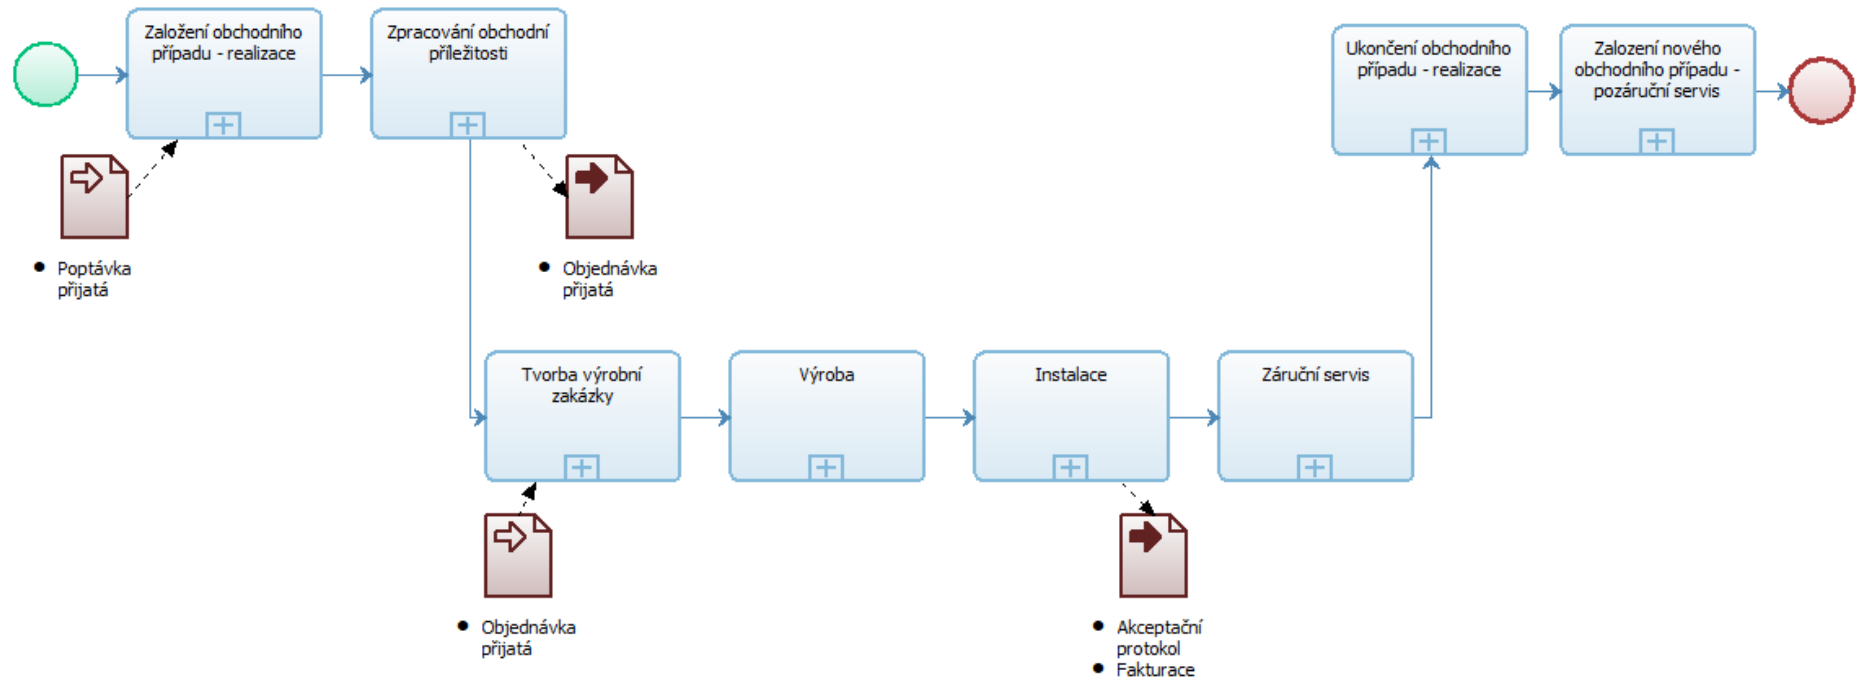 Založení obchodního
případu - realizace
Zpracování obchodní
příležitosti
Ukončení obchodního
případu - realizace
Zalození nového
obchodního případu -
pozáruční servis
Poptávka
přijatá
Objednávka
přijatá
Tvorba výrobní
zakázky
Výroba
Instalace
Záruční servis
Objednávka
přijatá
Akceptační
protokol
Fakturace